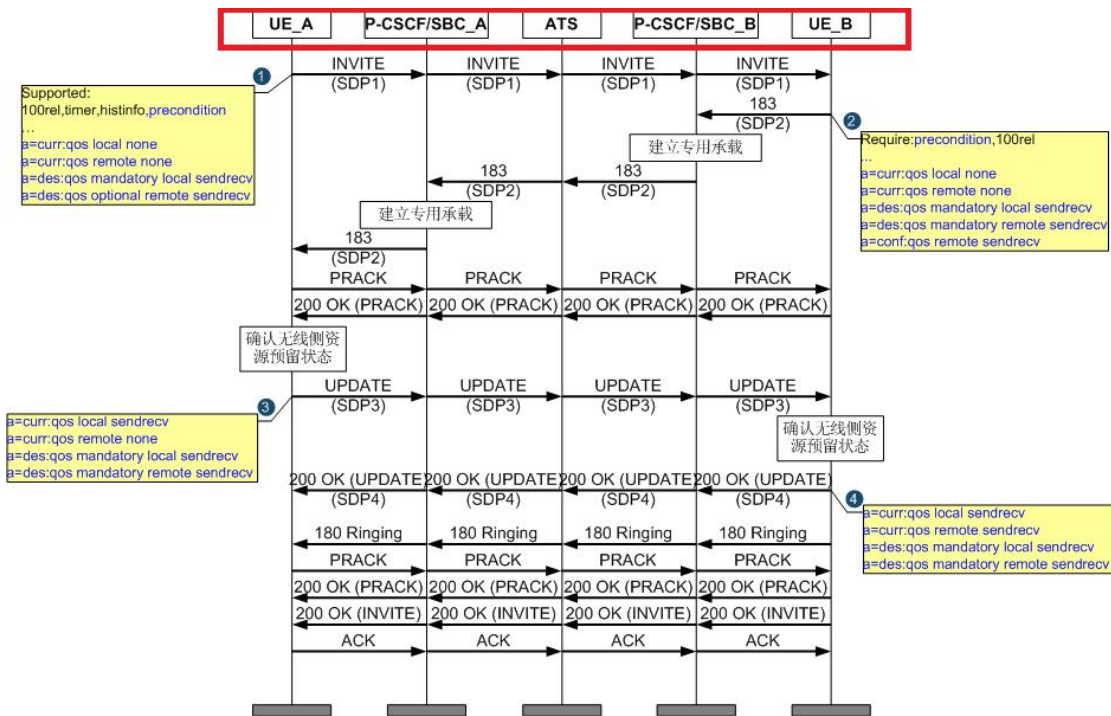 UE_A P-CSCF/SBC_A ATS P-CSCF/SBC_B UE_B
INVITE INVITE INVITE INVITE
(SDP1) (SDP1) (SDP1) (SDP1)
1
Supported:
100rel,timer,histinfo,precondition
...
a=curr:qos local none
a=curr:qos remote none
a=des:qos mandatory local sendrecv
a=des:qos optional remote sendrecv
183
(SDP2)
2
Require:precondition,100rel
...
a=curr:qos local none
a=curr:qos remote none
a=des:qos mandatory local sendrecv
a=des:qos mandatory remote sendrecv
a=conf:qos remote sendrecv
建立专用承载
183 183
(SDP2) (SDP2)
建立专用承载
183
(SDP2)
PRACK PRACK PRACK PRACK
200 OK (PRACK) 200 OK (PRACK) 200 OK (PRACK) 200 OK (PRACK)
确认无线侧资
源预留状态
UPDATE UPDATE UPDATE UPDATE
(SDP3) (SDP3) (SDP3) (SDP3)
3
a=curr:qos local sendrecv
a=curr:qos remote none
a=des:qos mandatory local sendrecv
a=des:qos mandatory remote sendrecv
确认无线侧资
源预留状态
200 OK (UPDATE) 200 OK (UPDATE) 200 OK (UPDATE) 200 OK (UPDATE)
(SDP4) (SDP4) (SDP4) (SDP4)
4
a=curr:qos local sendrecv
a=curr:qos remote sendrecv
a=des:qos mandatory local sendrecv
a=des:qos mandatory remote sendrecv
180 Ringing 180 Ringing 180 Ringing 180 Ringing
PRACK PRACK PRACK PRACK
200 OK (PRACK) 200 OK (PRACK) 200 OK (PRACK) 200 OK (PRACK)
200 OK (INVITE) 200 OK (INVITE) 200 OK (INVITE) 200 OK (INVITE)
ACK ACK ACK ACK